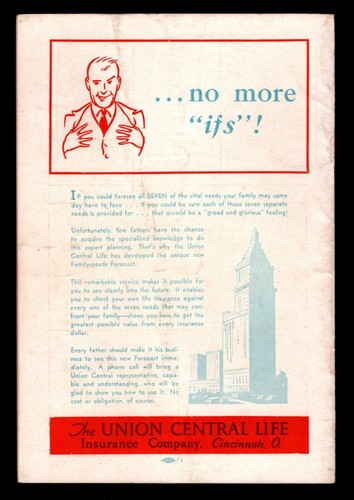 ...no more
"ifs"!
IF you could foresee all SEVEN of the vital needs your family may some
day have to face . . . If you could be sure each of those seven separate
needs is provided for . . . that would be a "grand and glorious" feeling!
Unfortunately, few fathers have the chance
to acquire the specialized knowledge to do
this expert planning. That's why the Union
Central Life has developed the unique new
Family-needs Forecast.
This remarkable service makes it possible for
you to see clearly into the future. It enables
you to check your own life insurance against
every one of the seven needs that may con-
front your family—shows you how to get the
greatest possible value from every insurance
dollar.
Every father should make it his busi-
ness to see this new Forecast imme-
diately. A phone call will bring a
Union Central representative, capa-
ble and understanding, who will be
glad to show you how to use it. No
cost or obligation, of course.
The UNION CENTRAL LIFE
Insurance Company, Cincinnati, O.